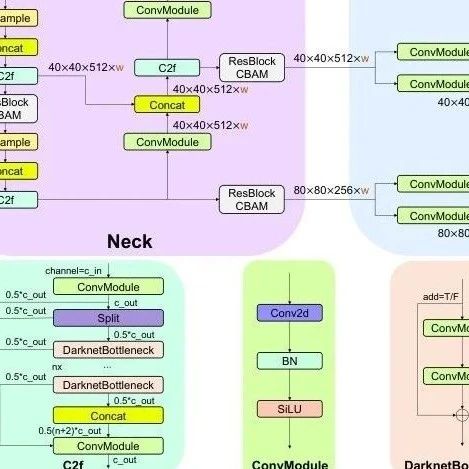 ConvModule
ample
oncat
C2f
40×40×512×w
C2f
ResBlock
CBAM
40×40×512×w
ConvModule
ConvModule
40×40
40×40×512×w
Concat
40×40×512×w
ConvModule
sBlock
BAM
ample
oncat
C2f
ResBlock
CBAM
80×80×256×w
ConvModule
ConvModule
80×80
Neck
channel=c_in
ConvModule
0.5*c_out
c_out
0.5*c_out
Split
0.5*c_out
0.5*c_out
DarknetBottleneck
nx
...
0.5*c_out
DarknetBottleneck
0.5*c_out
Concat
0.5(n+2)*c_out
ConvModule
c_out
C2f
Conv2d
BN
SiLU
ConvModule
add=T/F
ConvMo
ConvMo
DarknetBo